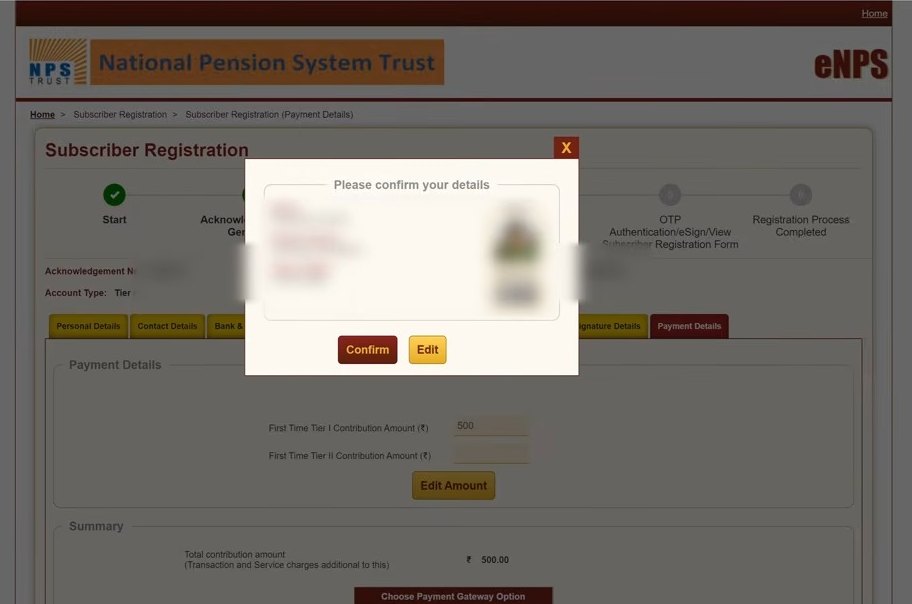 Home
NPS
TRUST
National Pension System Trust
eNPS
Home > Subscriber Registration > Subscriber Registration (Payment Details)
Subscriber Registration
X
Please confirm your details
Start
OTP
Authentication/eSign/View
Subscriber Registration Form
Registration Process
Completed
Account Type: Tier
Personal Details
Contact Details
Bank &
Payment Details
Confirm
Edit
Payment Details
First Time Tier I Contribution Amount (₹) 500
First Time Tier II Contribution Amount (₹)
Edit Amount
Summary
Total contribution amount
(Transaction and Service charges additional to this)
₹ 500.00
Choose Payment Gateway Option